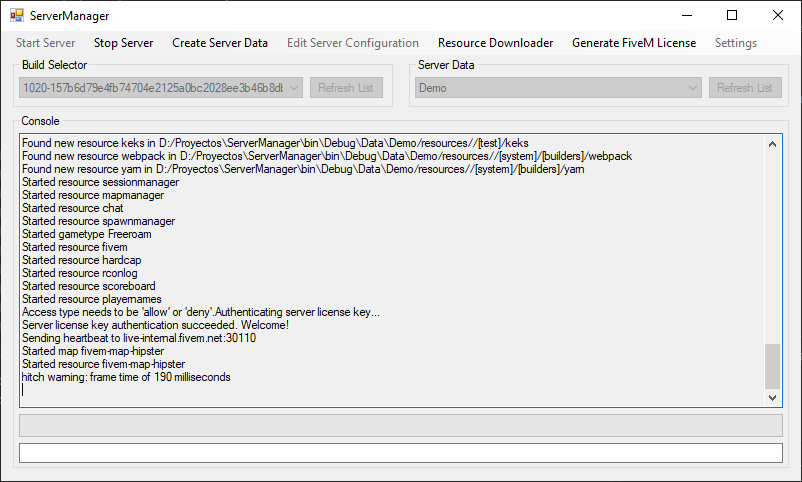 ServerManager
Start Server Stop Server Create Server Data Edit Server Configuration Resource Downloader Generate FiveM License Settings
Build Selector Server Data
1020-157b6d79e4fb74704e2125a0bc2028ee3b46b8db Refresh List Demo Refresh List
Console
Found new resource keks in D:/Proyectos\ServerManager\bin\Debug\Data\Demo/resources//[test]/keks
Found new resource webpack in D:/Proyectos\ServerManager\bin\Debug\Data\Demo/resources//[system]/[builders]/webpack
Found new resource yarn in D:/Proyectos\ServerManager\bin\Debug\Data\Demo/resources//[system]/[builders]/yarn
Started resource sessionmanager
Started resource mapmanager
Started resource chat
Started resource spawnmanager
Started gametype Freeroam
Started resource fivem
Started resource hardcap
Started resource rconlog
Started resource scoreboard
Started resource playernames
Access type needs to be 'allow' or 'deny'.Authenticating server license key...
Server license key authentication succeeded. Welcome!
Sending heartbeat to live-internal.fivem.net:30110
Started map fivem-map-hipster
Started resource fivem-map-hipster
hitch warning: frame time of 190 milliseconds